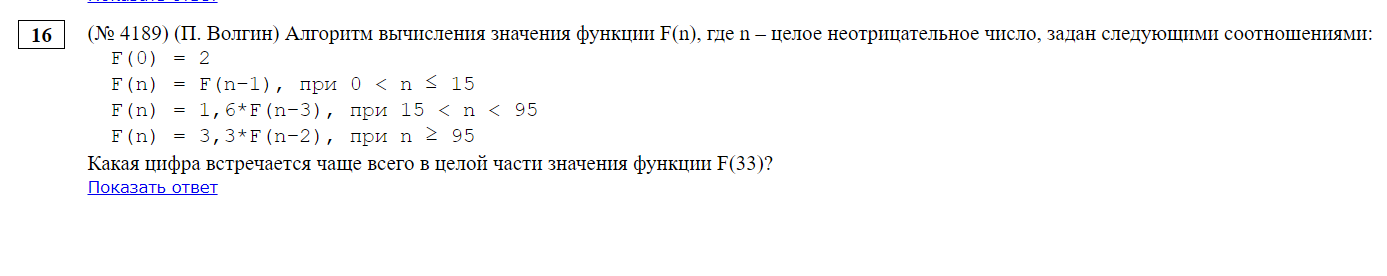 16 (№ 4189) (П. Волгин) Алгоритм вычисления значения функции F(n), где n – целое неотрицательное число, задан следующими соотношениями:
F(0) = 2
F(n) = F(n-1), при 0 < n ≤ 15
F(n) = 1,6*F(n-3), при 15 < n < 95
F(n) = 3,3*F(n-2), при n ≥ 95
Какая цифра встречается чаще всего в целой части значения функции F(33)?
Показать ответ